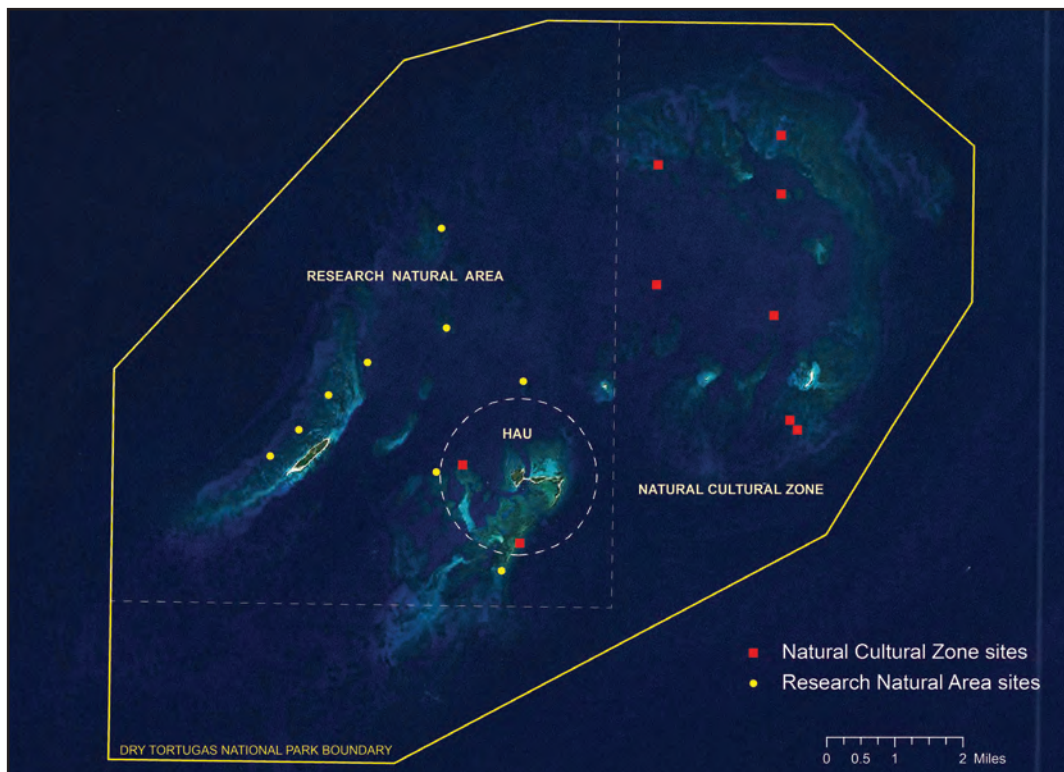 RESEARCH NATURAL AREA
HAU
NATURAL CULTURAL ZONE
Natural Cultural Zone sites
Research Natural Area sites
DRY TORTUGAS NATIONAL PARK BOUNDARY
0 0.5 1 2 Miles